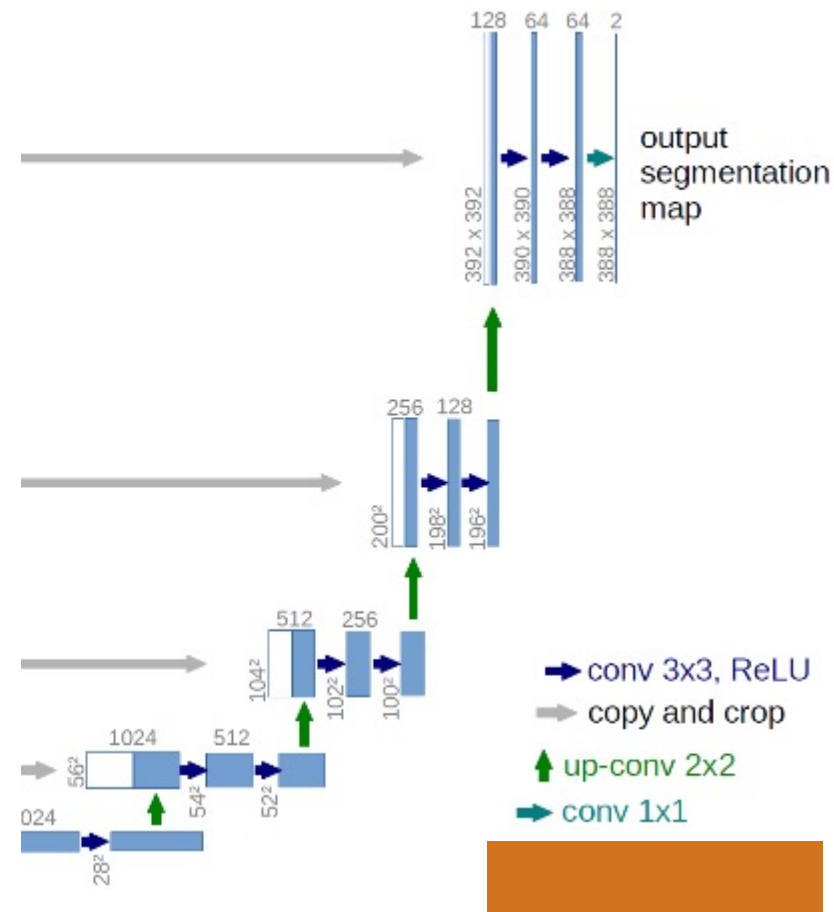 128 64 64 2
output
segmentation
map
392 x 392
390 x 390
388 x 388
388 x 388
256 128
200²
198²
196²
512 256
104²
102²
100²
conv 3x3, ReLU
copy and crop
up-conv 2x2
conv 1x1
1024 512
56²
54²
52²
024
28²